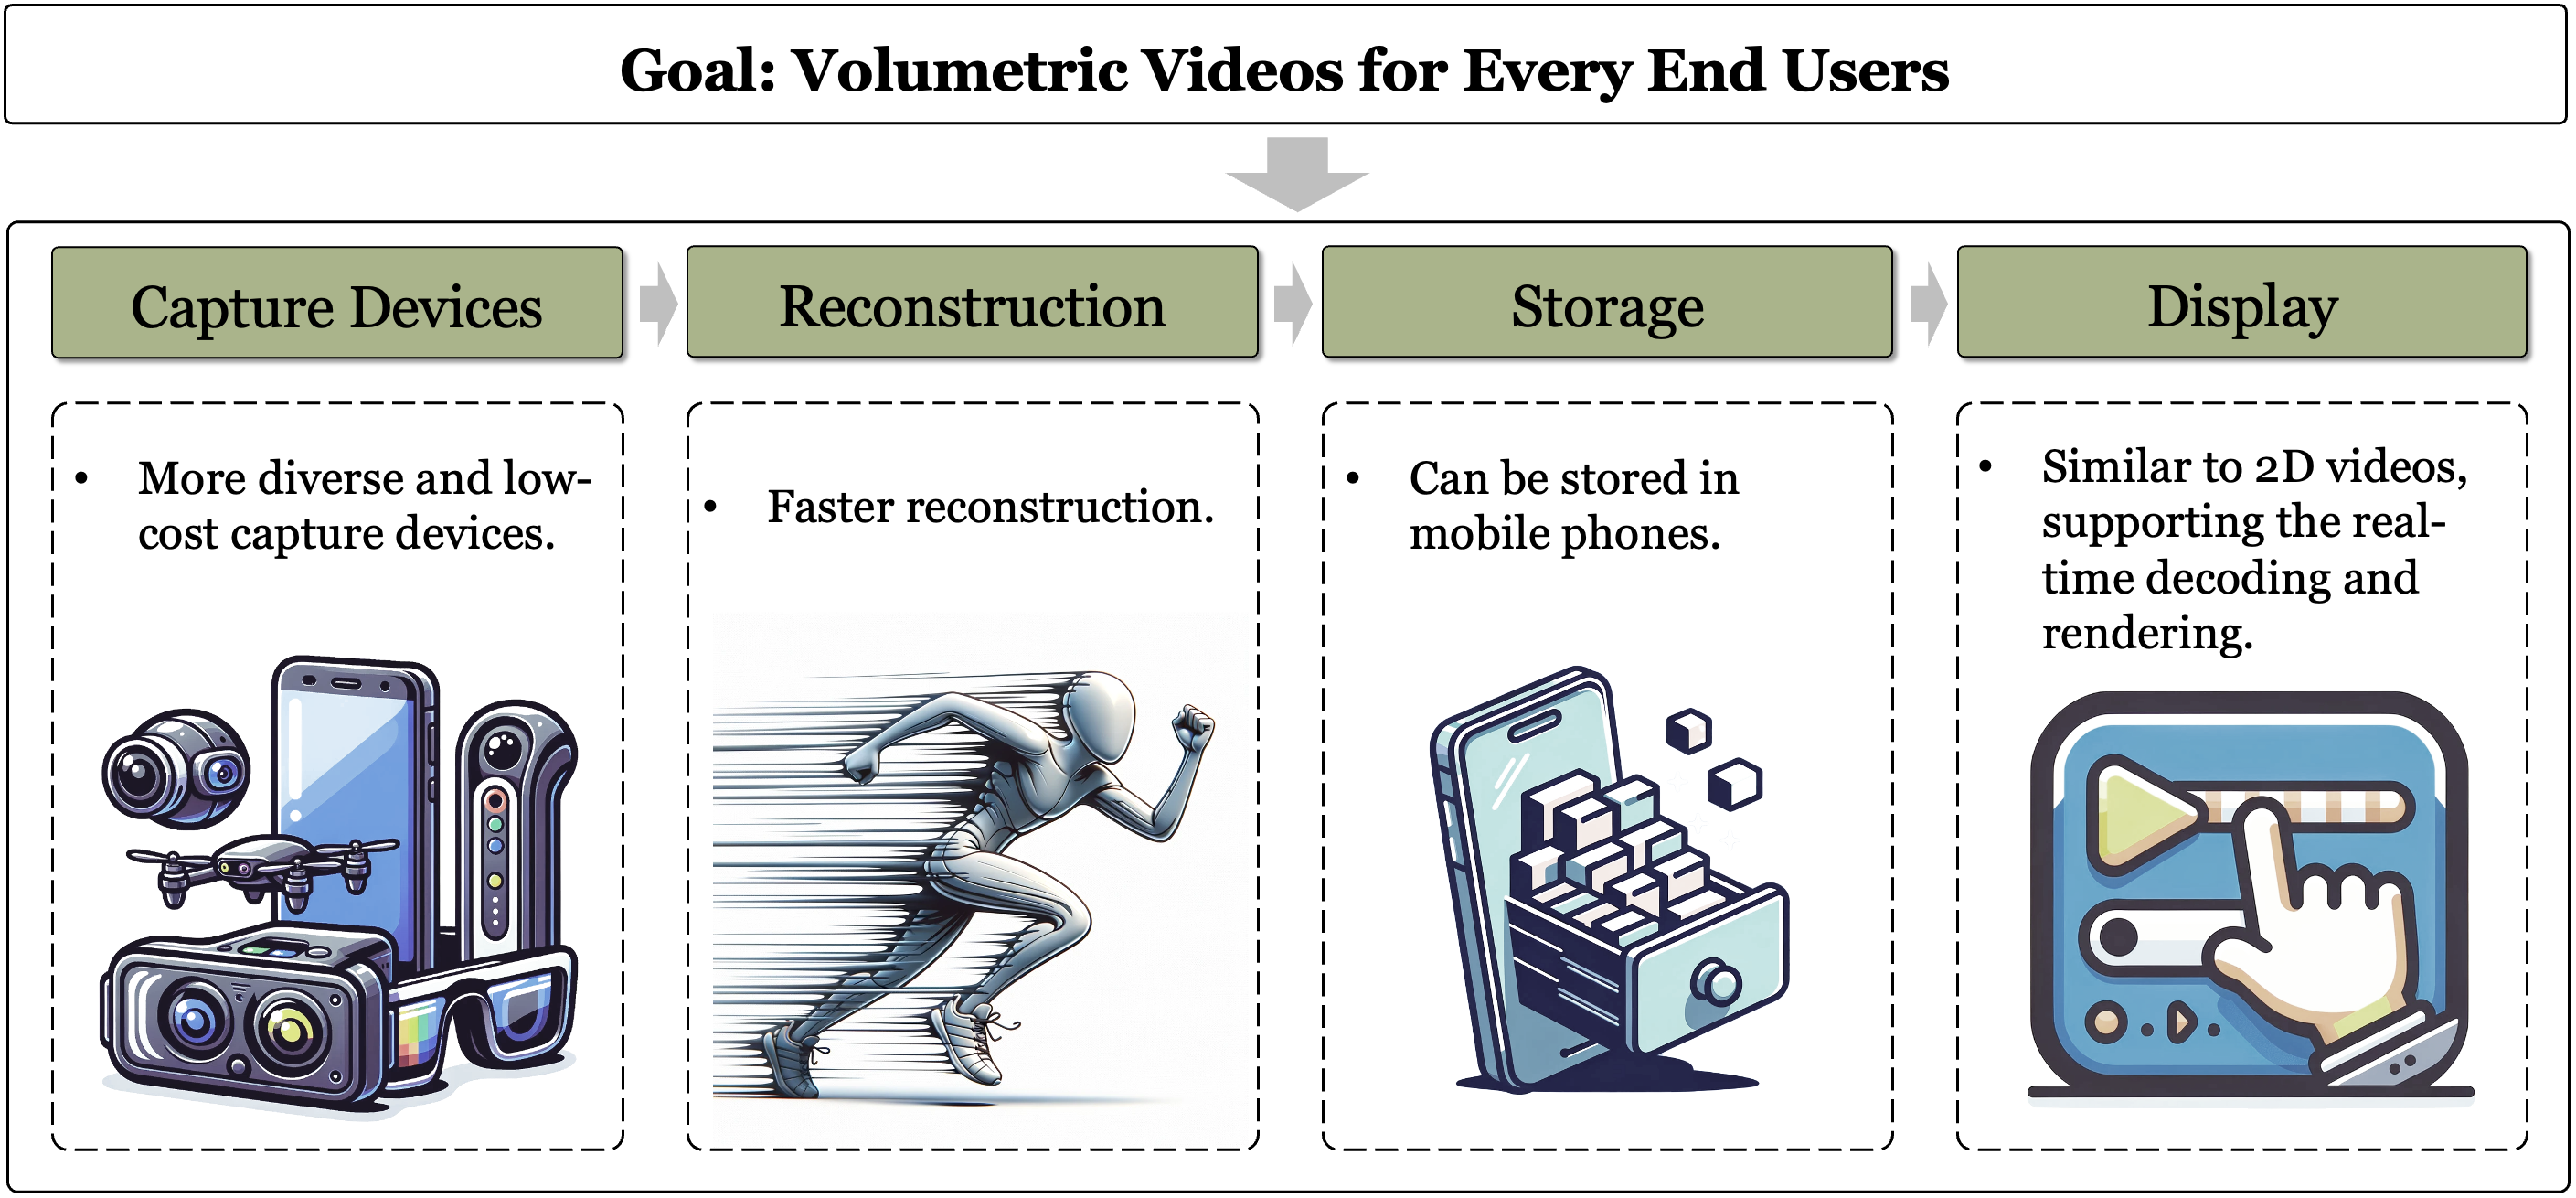 Goal: Volumetric Videos for Every End Users
Capture Devices
Reconstruction
Storage
Display
• More diverse and low-
cost capture devices.
• Faster reconstruction.
• Can be stored in
mobile phones.
• Similar to 2D videos,
supporting the real-
time decoding and
rendering.